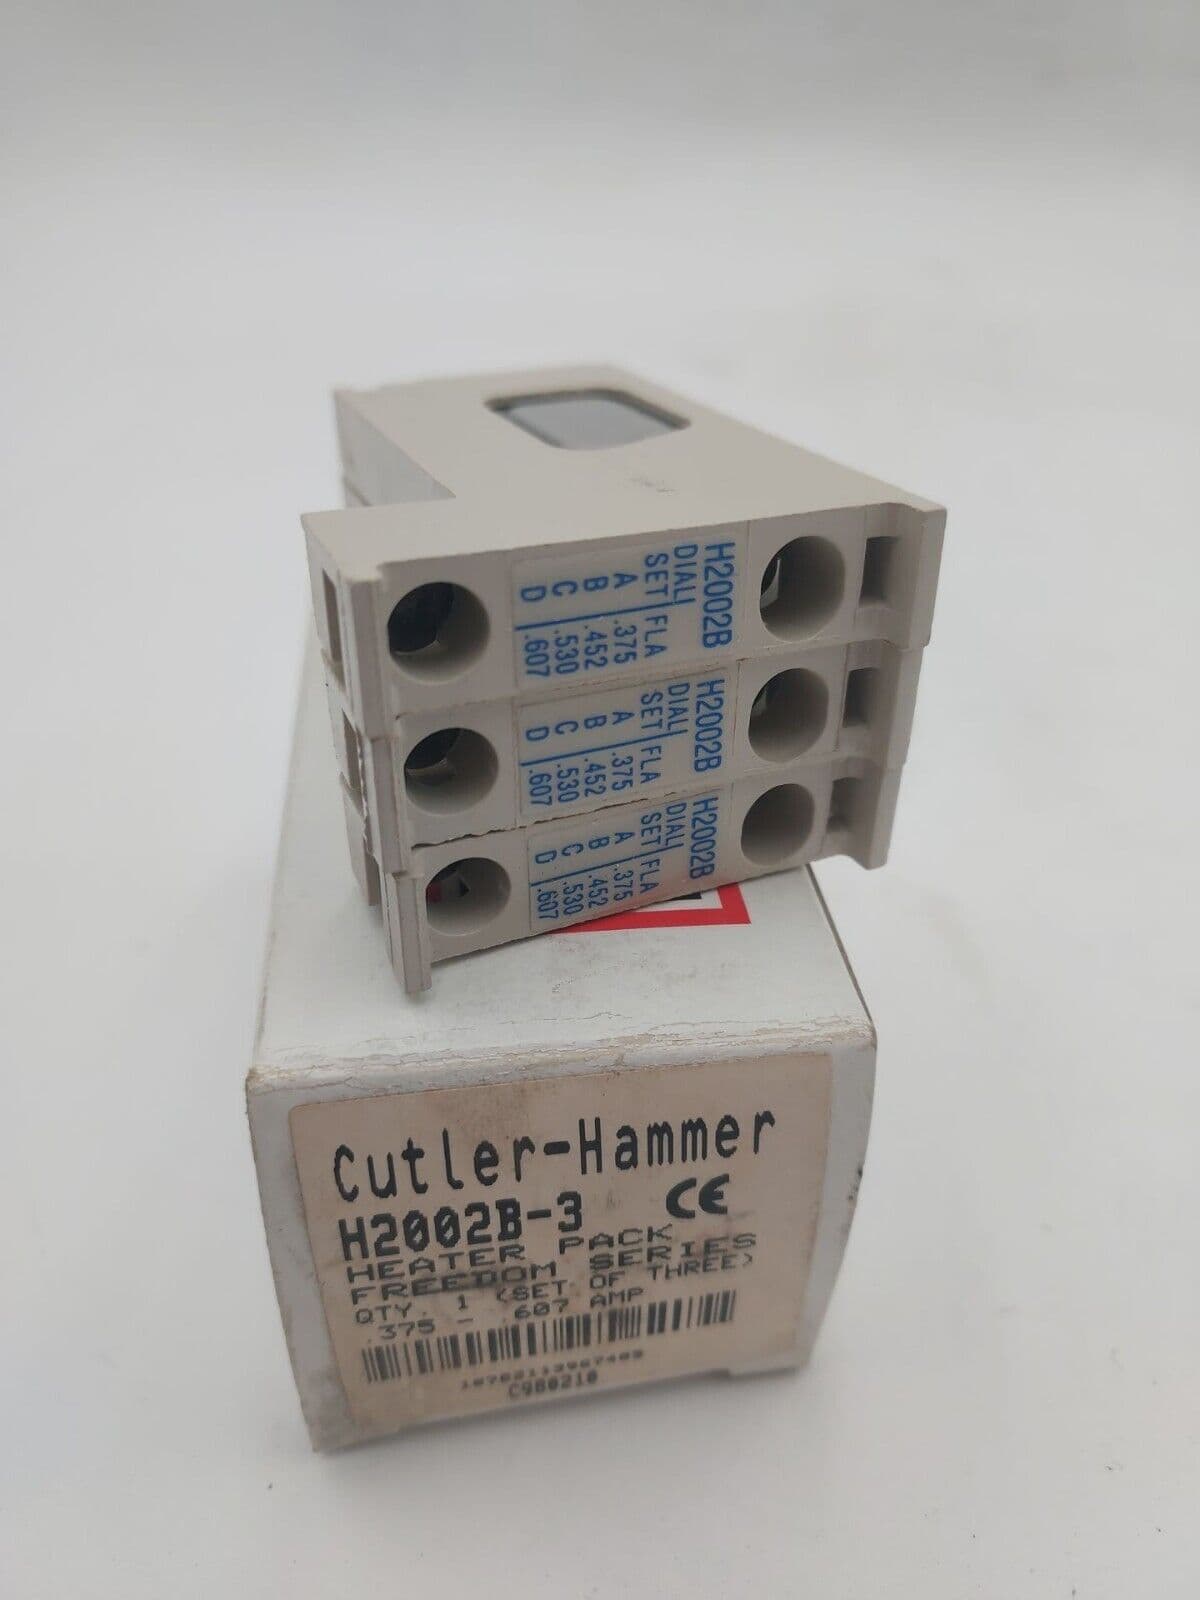 H2002B
DIAL SET | FLA
A | .375
B | .452
C | .530
D | .607
H2002B
DIAL SET | FLA
A | .375
B | .452
C | .530
D | .607
H2002B
DIAL SET | FLA
A | .375
B | .452
C | .530
D | .607
Cutler-Hammer
H2002B-3 CE
HEATER PACK
FREEDOM SERIES
QTY. 1 (SET OF THREE)
.375 - .607 AMP
C980210